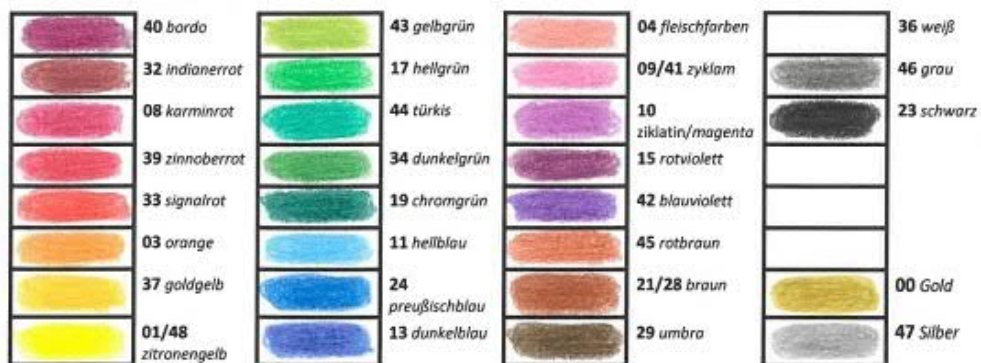 40 bordo
32 indianerrot
08 karminrot
39 zinnoberrot
33 signalrot
03 orange
37 goldgelb
01/48
zitronengelb
43 gelbgrün
17 hellgrün
44 türkis
34 dunkelgrün
19 chromgrün
11 hellblau
24
preußischblau
13 dunkelblau
04 fleischfarben
09/41 zyklam
10
ziklatin/magenta
15 rotviolett
42 blauviolett
45 rotbraun
21/28 braun
29 umbra
36 weiß
46 grau
23 schwarz
00 Gold
47 Silber